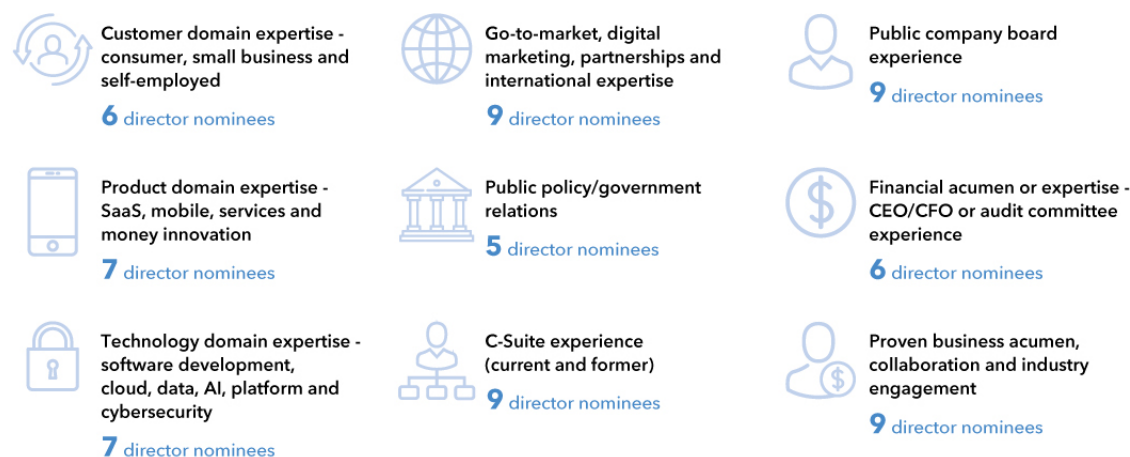 Customer domain expertise -
consumer, small business and
self-employed
6 director nominees
Go-to-market, digital
marketing, partnerships and
international expertise
9 director nominees
Public company board
experience
9 director nominees
Product domain expertise -
SaaS, mobile, services and
money innovation
7 director nominees
Public policy/government
relations
5 director nominees
$
Financial acumen or expertise -
CEO/CFO or audit committee
experience
6 director nominees
Technology domain expertise -
software development,
cloud, data, AI, platform and
cybersecurity
7 director nominees
C-Suite experience
(current and former)
9 director nominees
$
Proven business acumen,
collaboration and industry
engagement
9 director nominees